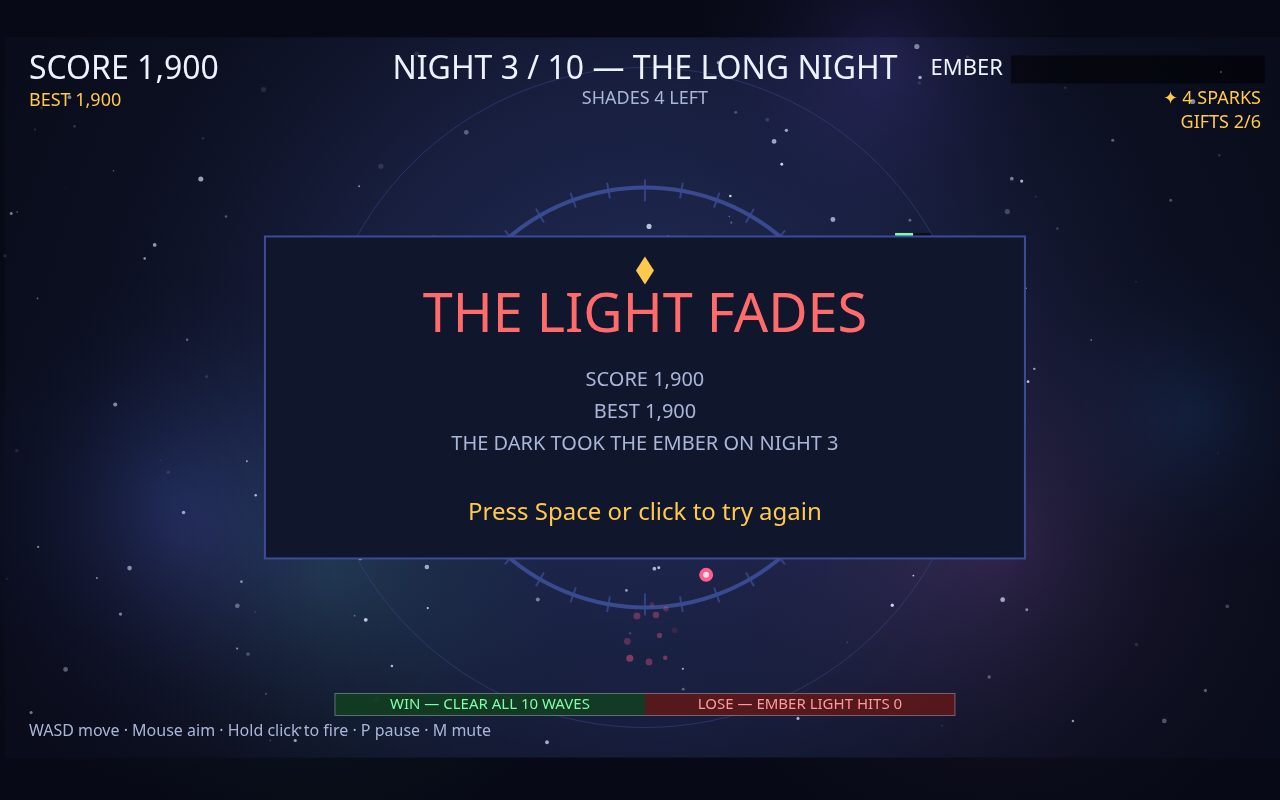 SCORE 1,900
BEST 1,900
NIGHT 3 / 10 — THE LONG NIGHT
SHADES 4 LEFT
EMBER
✦ 4 SPARKS
GIFTS 2/6
THE LIGHT FADES
SCORE 1,900
BEST 1,900
THE DARK TOOK THE EMBER ON NIGHT 3
Press Space or click to try again
WIN — CLEAR ALL 10 WAVES
LOSE — EMBER LIGHT HITS 0
WASD move · Mouse aim · Hold click to fire · P pause · M mute